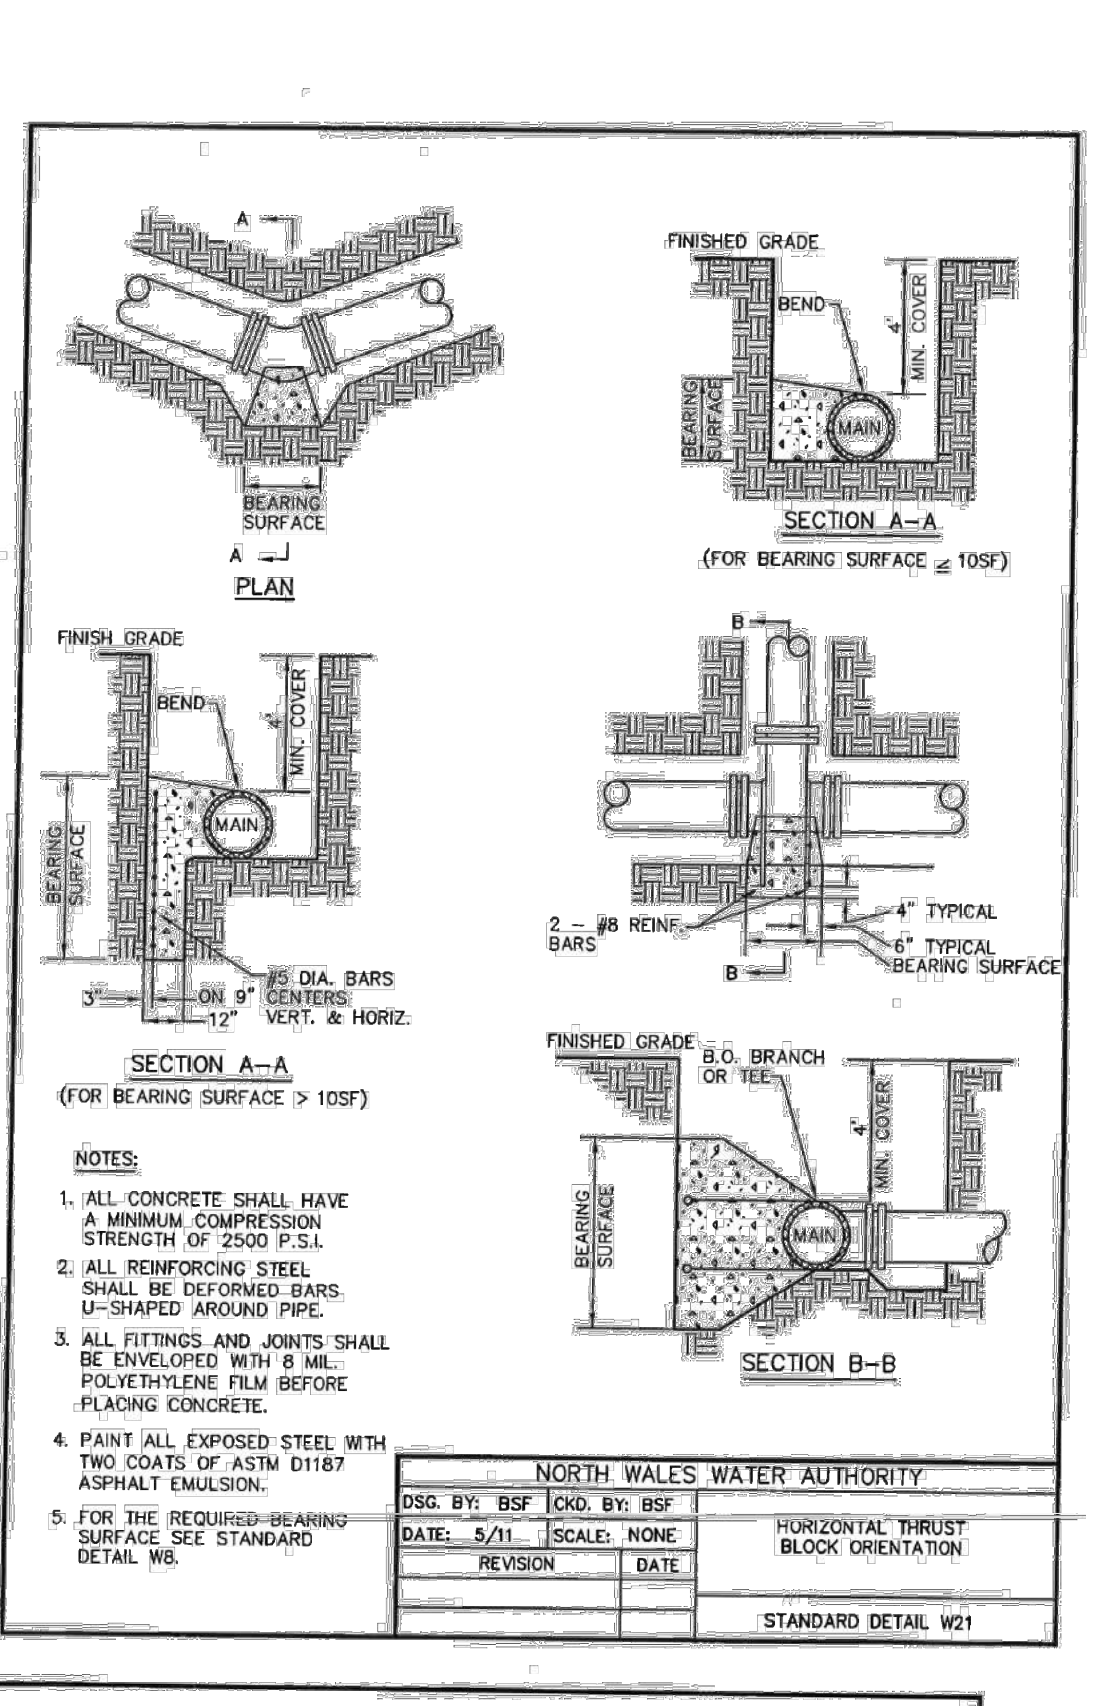 A
BEARING
SURFACE
A
PLAN
FINISHED GRADE
BEND
4'
MIN. COVER
BEARING
SURFACE
MAIN
SECTION A-A
(FOR BEARING SURFACE ≤ 10SF)
FINISH GRADE
BEND
4'
MIN. COVER
BEARING
SURFACE
MAIN
#5 DIA. BARS
3" ON 9" CENTERS
12" VERT. & HORIZ.
SECTION A-A
(FOR BEARING SURFACE > 10SF)
B
2 - #8 REINF.
BARS
4" TYPICAL
6" TYPICAL
BEARING SURFACE
B
FINISHED GRADE
B.O. BRANCH
OR TEE
4'
MIN. COVER
BEARING
SURFACE
MAIN
SECTION B-B
NOTES:
1. ALL CONCRETE SHALL HAVE
A MINIMUM COMPRESSION
STRENGTH OF 2500 P.S.I.
2. ALL REINFORCING STEEL
SHALL BE DEFORMED BARS
U-SHAPED AROUND PIPE.
3. ALL FITTINGS AND JOINTS SHALL
BE ENVELOPED WITH 8 MIL.
POLYETHYLENE FILM BEFORE
PLACING CONCRETE.
4. PAINT ALL EXPOSED STEEL WITH
TWO COATS OF ASTM D1187
ASPHALT EMULSION.
5. FOR THE REQUIRED BEARING
SURFACE SEE STANDARD
DETAIL W8.
NORTH WALES WATER AUTHORITY
DSG. BY: BSF CKD. BY: BSF
DATE: 5/11 SCALE: NONE
REVISION DATE
HORIZONTAL THRUST
BLOCK ORIENTATION
STANDARD DETAIL W21